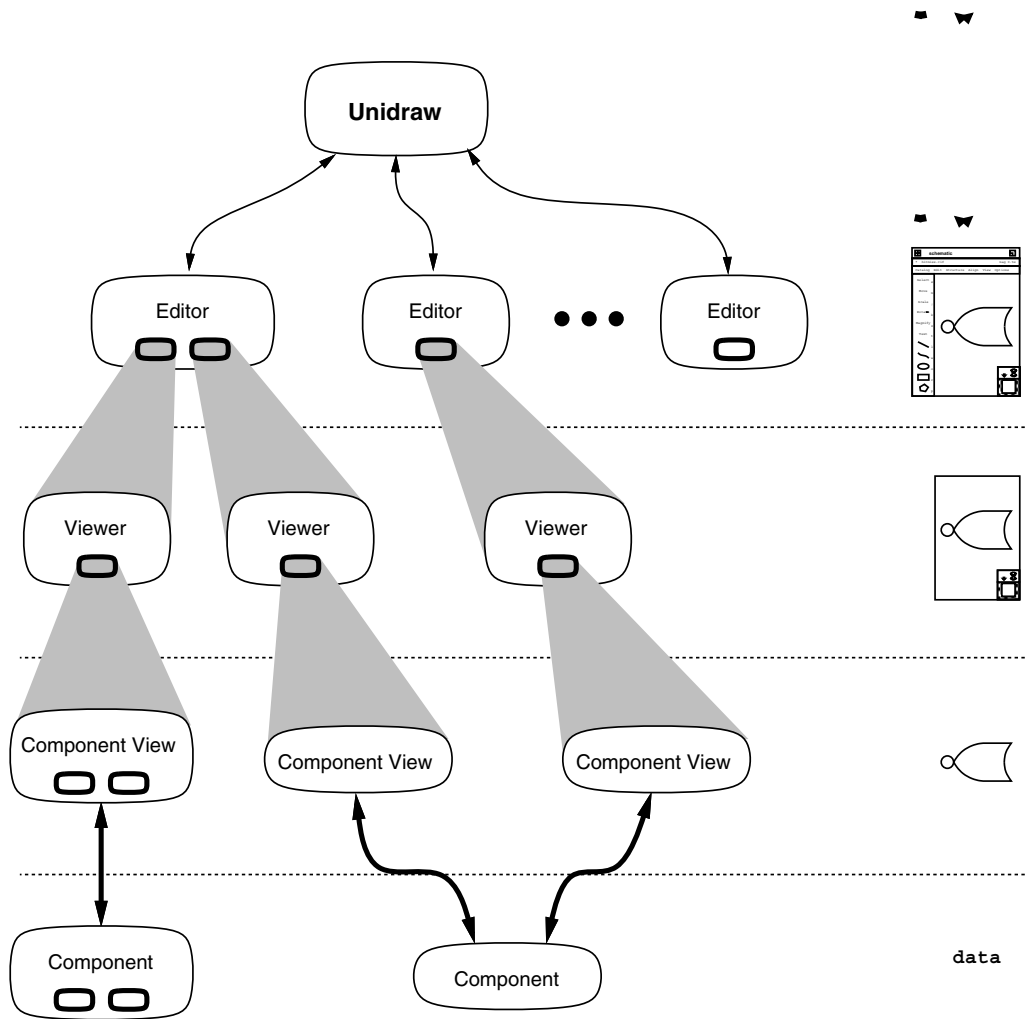 Unidraw
Editor
Editor
Editor
schematic
Viewer
Viewer
Viewer
Component View
Component View
Component View
Component
Component
data